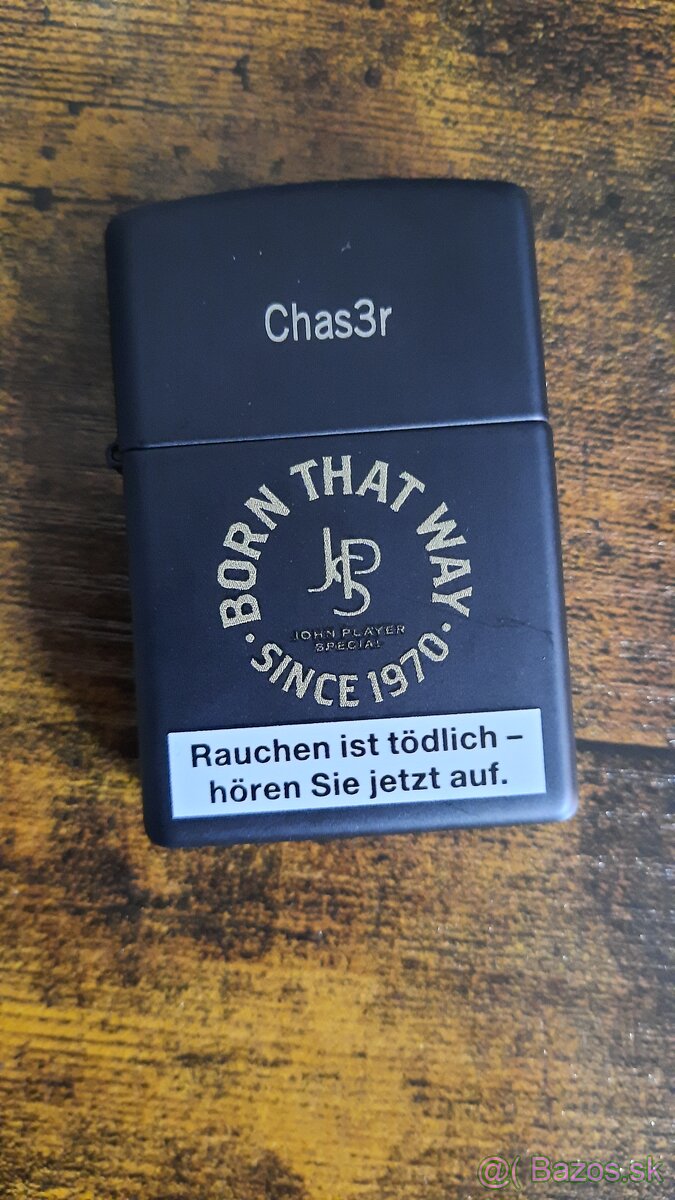 Chas3r
BORN THAT WAY
JPS
JOHN PLAYER
SPECIAL
· SINCE 1970 ·
Rauchen ist tödlich –
hören Sie jetzt auf.
@( Bazos.sk